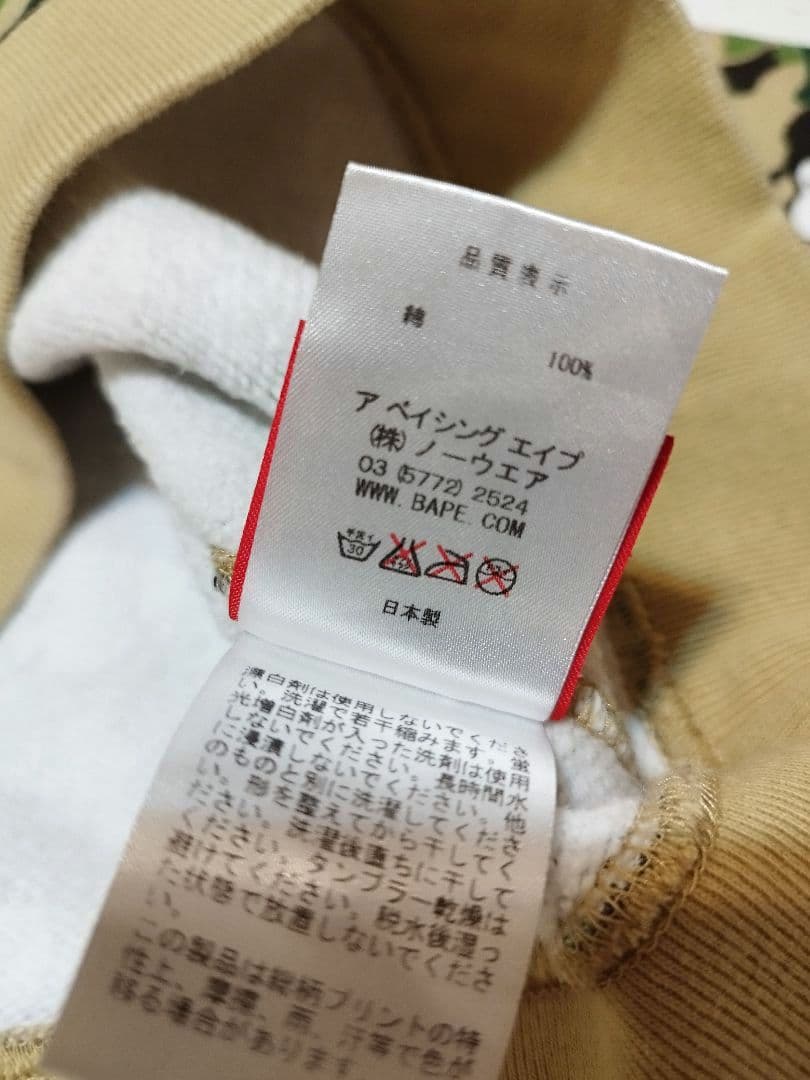 品質表示
綿
100%
ア ベイシング エイプ
(株) ノーウエア
03 (5772) 2524
WWW. BAPE. COM
手洗イ
30
日本製
漂白剤は使用しないでくださ
い。洗濯で若干縮みます。蛍
光増白剤が入った洗剤は使用
しないでください。長時間水
に浸漬しないでください。他
のものと別に洗濯してくださ
い。形を整えてから干してく
ださい。洗濯後直ちに干して
ください。タンブラー乾燥は
避けてください。脱水後湿っ
た状態で放置しないでくださ
い。
この製品は総柄プリントの特
性上、摩擦、雨、汗等で色が
移る場合があります